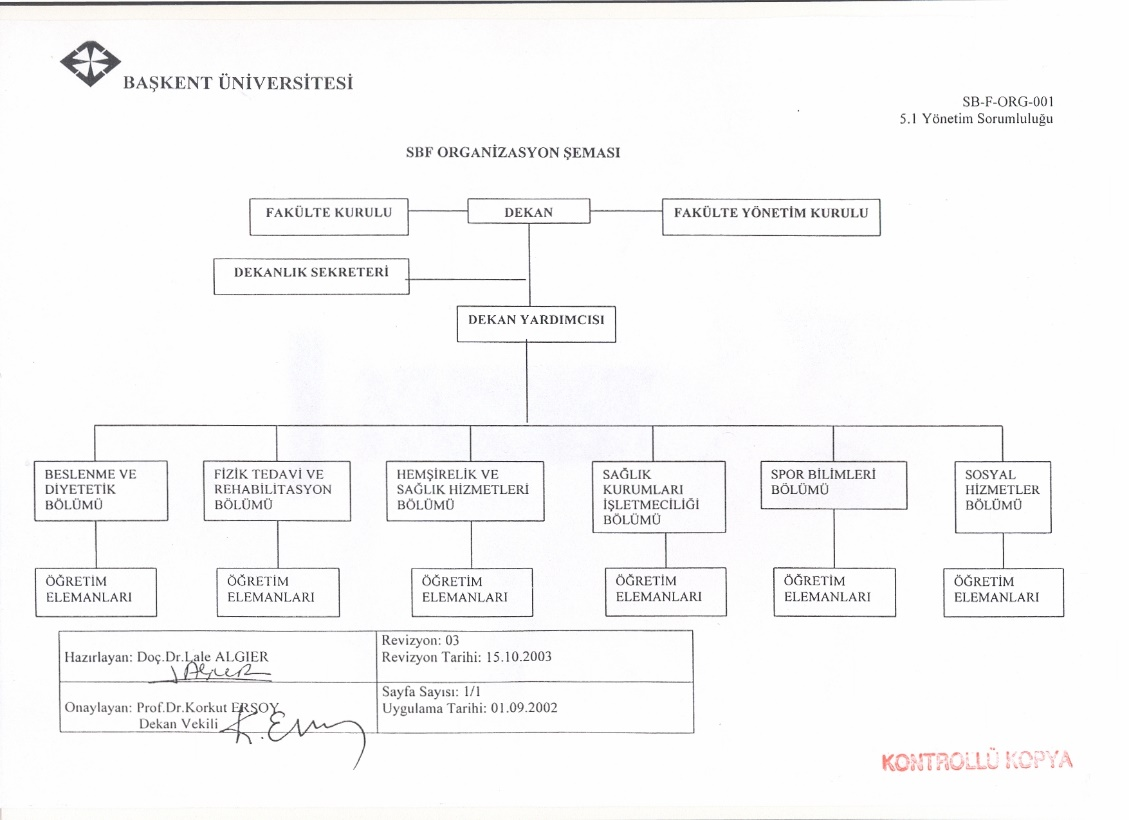 BAŞKENT ÜNİVERSİTESİ
SB-F-ORG-001
5.1 Yönetim Sorumluluğu
SBF ORGANİZASYON ŞEMASI
FAKÜLTE KURULU
DEKAN
FAKÜLTE YÖNETİM KURULU
DEKANLIK SEKRETERİ
DEKAN YARDIMCISI
BESLENME VE
DİYETETİK
BÖLÜMÜ
FİZİK TEDAVİ VE
REHABILITASYON
BÖLÜMÜ
HEMŞİRELİK VE
SAĞLIK HİZMETLERİ
BÖLÜMÜ
SAĞLIK
KURUMLARI
İŞLETMECİLİĞİ
BÖLÜMÜ
SPOR BİLİMLERİ
BÖLÜMÜ
SOSYAL
HİZMETLER
BÖLÜMÜ
ÖĞRETİM
ELEMANLARI
ÖĞRETİM
ELEMANLARI
ÖĞRETİM
ELEMANLARI
ÖĞRETİM
ELEMANLARI
ÖĞRETİM
ELEMANLARI
ÖĞRETİM
ELEMANLARI
Hazırlayan: Doç.Dr.Lale ALGIER
Revizyon: 03
Revizyon Tarihi: 15.10.2003
Onaylayan: Prof.Dr.Korkut ERSOY
Dekan Vekili
Sayfa Sayısı: 1/1
Uygulama Tarihi: 01.09.2002
KONTROLLÜ KOPYA